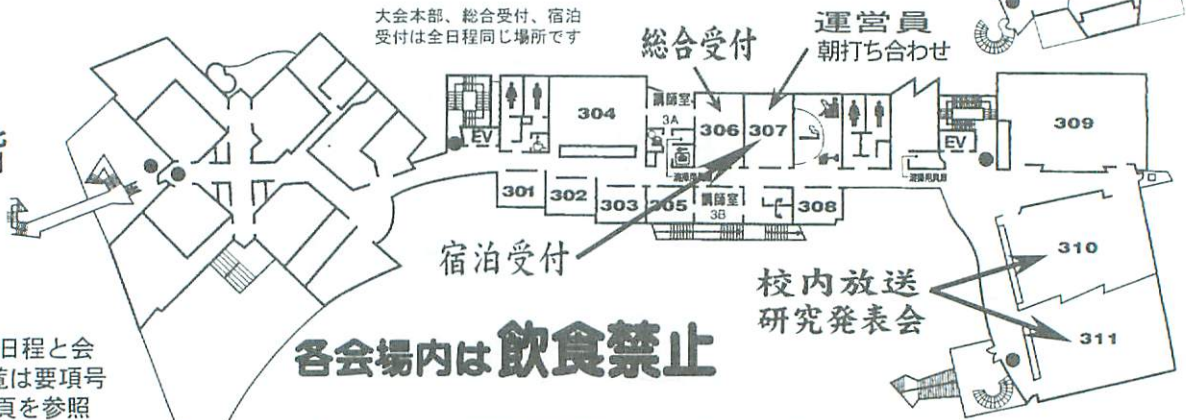 大会本部、総合受付、宿泊
受付は全日程同じ場所です
総合受付
運営員
朝打ち合わせ
304
講師室
3A
306
307
309
EV
EV
301
302
303
305
講師室
3B
308
310
311
宿泊受付
校内放送
研究発表会
各会場内は飲食禁止
日程と会
は要項号
頁を参照